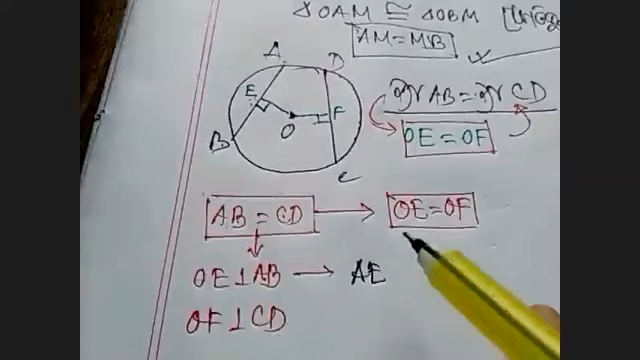 ΔOAM ≅ ΔOBM
AM = MB
A
D
E
F
O
B
C
AB = CD
OE = OF
AB = CD → OE = OF
OE ⊥ AB → AE
OF ⊥ CD